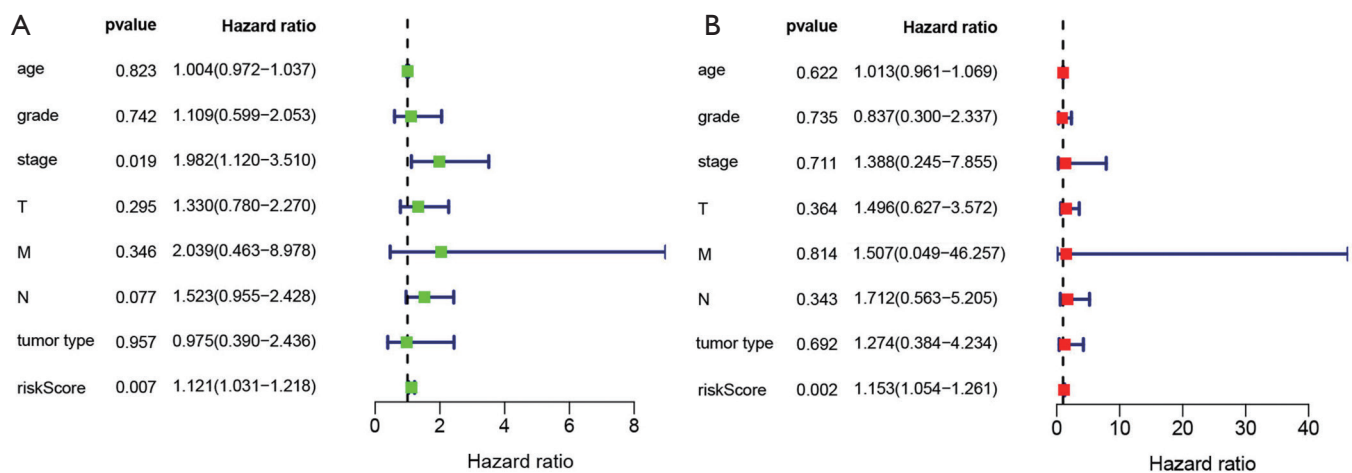 A
pvalue Hazard ratio
age 0.823 1.004(0.972−1.037)
grade 0.742 1.109(0.599−2.053)
stage 0.019 1.982(1.120−3.510)
T 0.295 1.330(0.780−2.270)
M 0.346 2.039(0.463−8.978)
N 0.077 1.523(0.955−2.428)
tumor type 0.957 0.975(0.390−2.436)
riskScore 0.007 1.121(1.031−1.218)
0 2 4 6 8
Hazard ratio
B
pvalue Hazard ratio
age 0.622 1.013(0.961−1.069)
grade 0.735 0.837(0.300−2.337)
stage 0.711 1.388(0.245−7.855)
T 0.364 1.496(0.627−3.572)
M 0.814 1.507(0.049−46.257)
N 0.343 1.712(0.563−5.205)
tumor type 0.692 1.274(0.384−4.234)
riskScore 0.002 1.153(1.054−1.261)
0 10 20 30 40
Hazard ratio